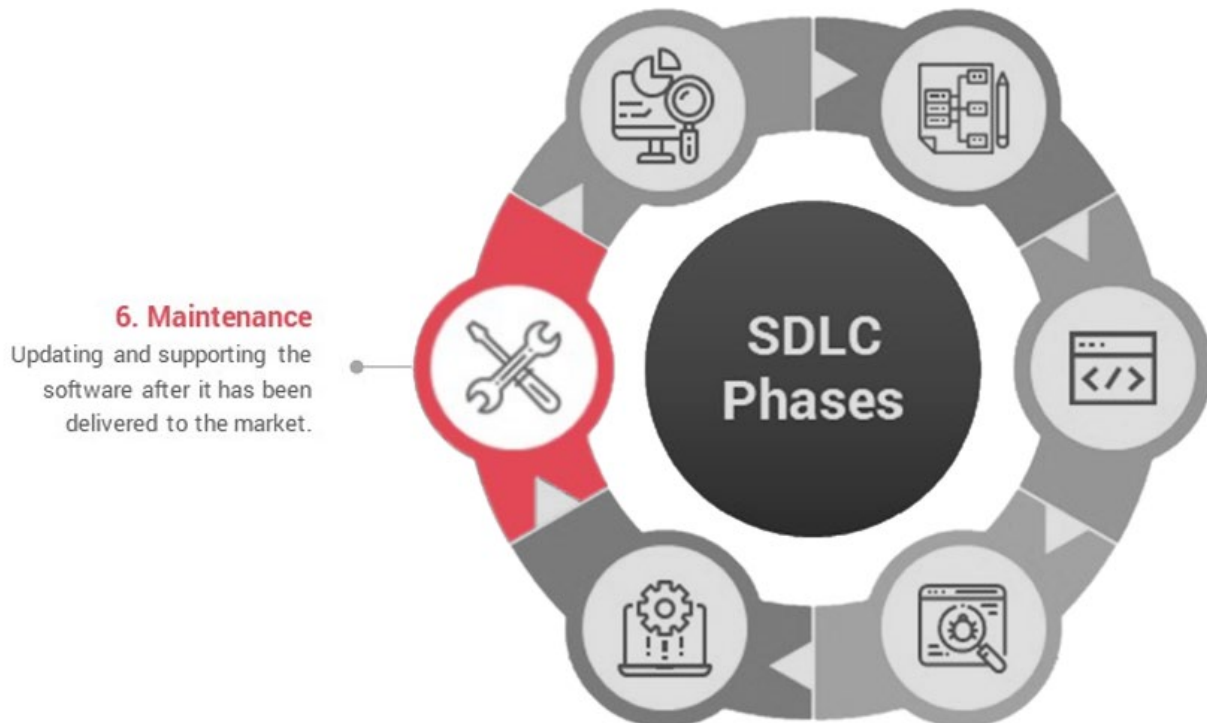 6. Maintenance
Updating and supporting the
software after it has been
delivered to the market.
SDLC
Phases
</>